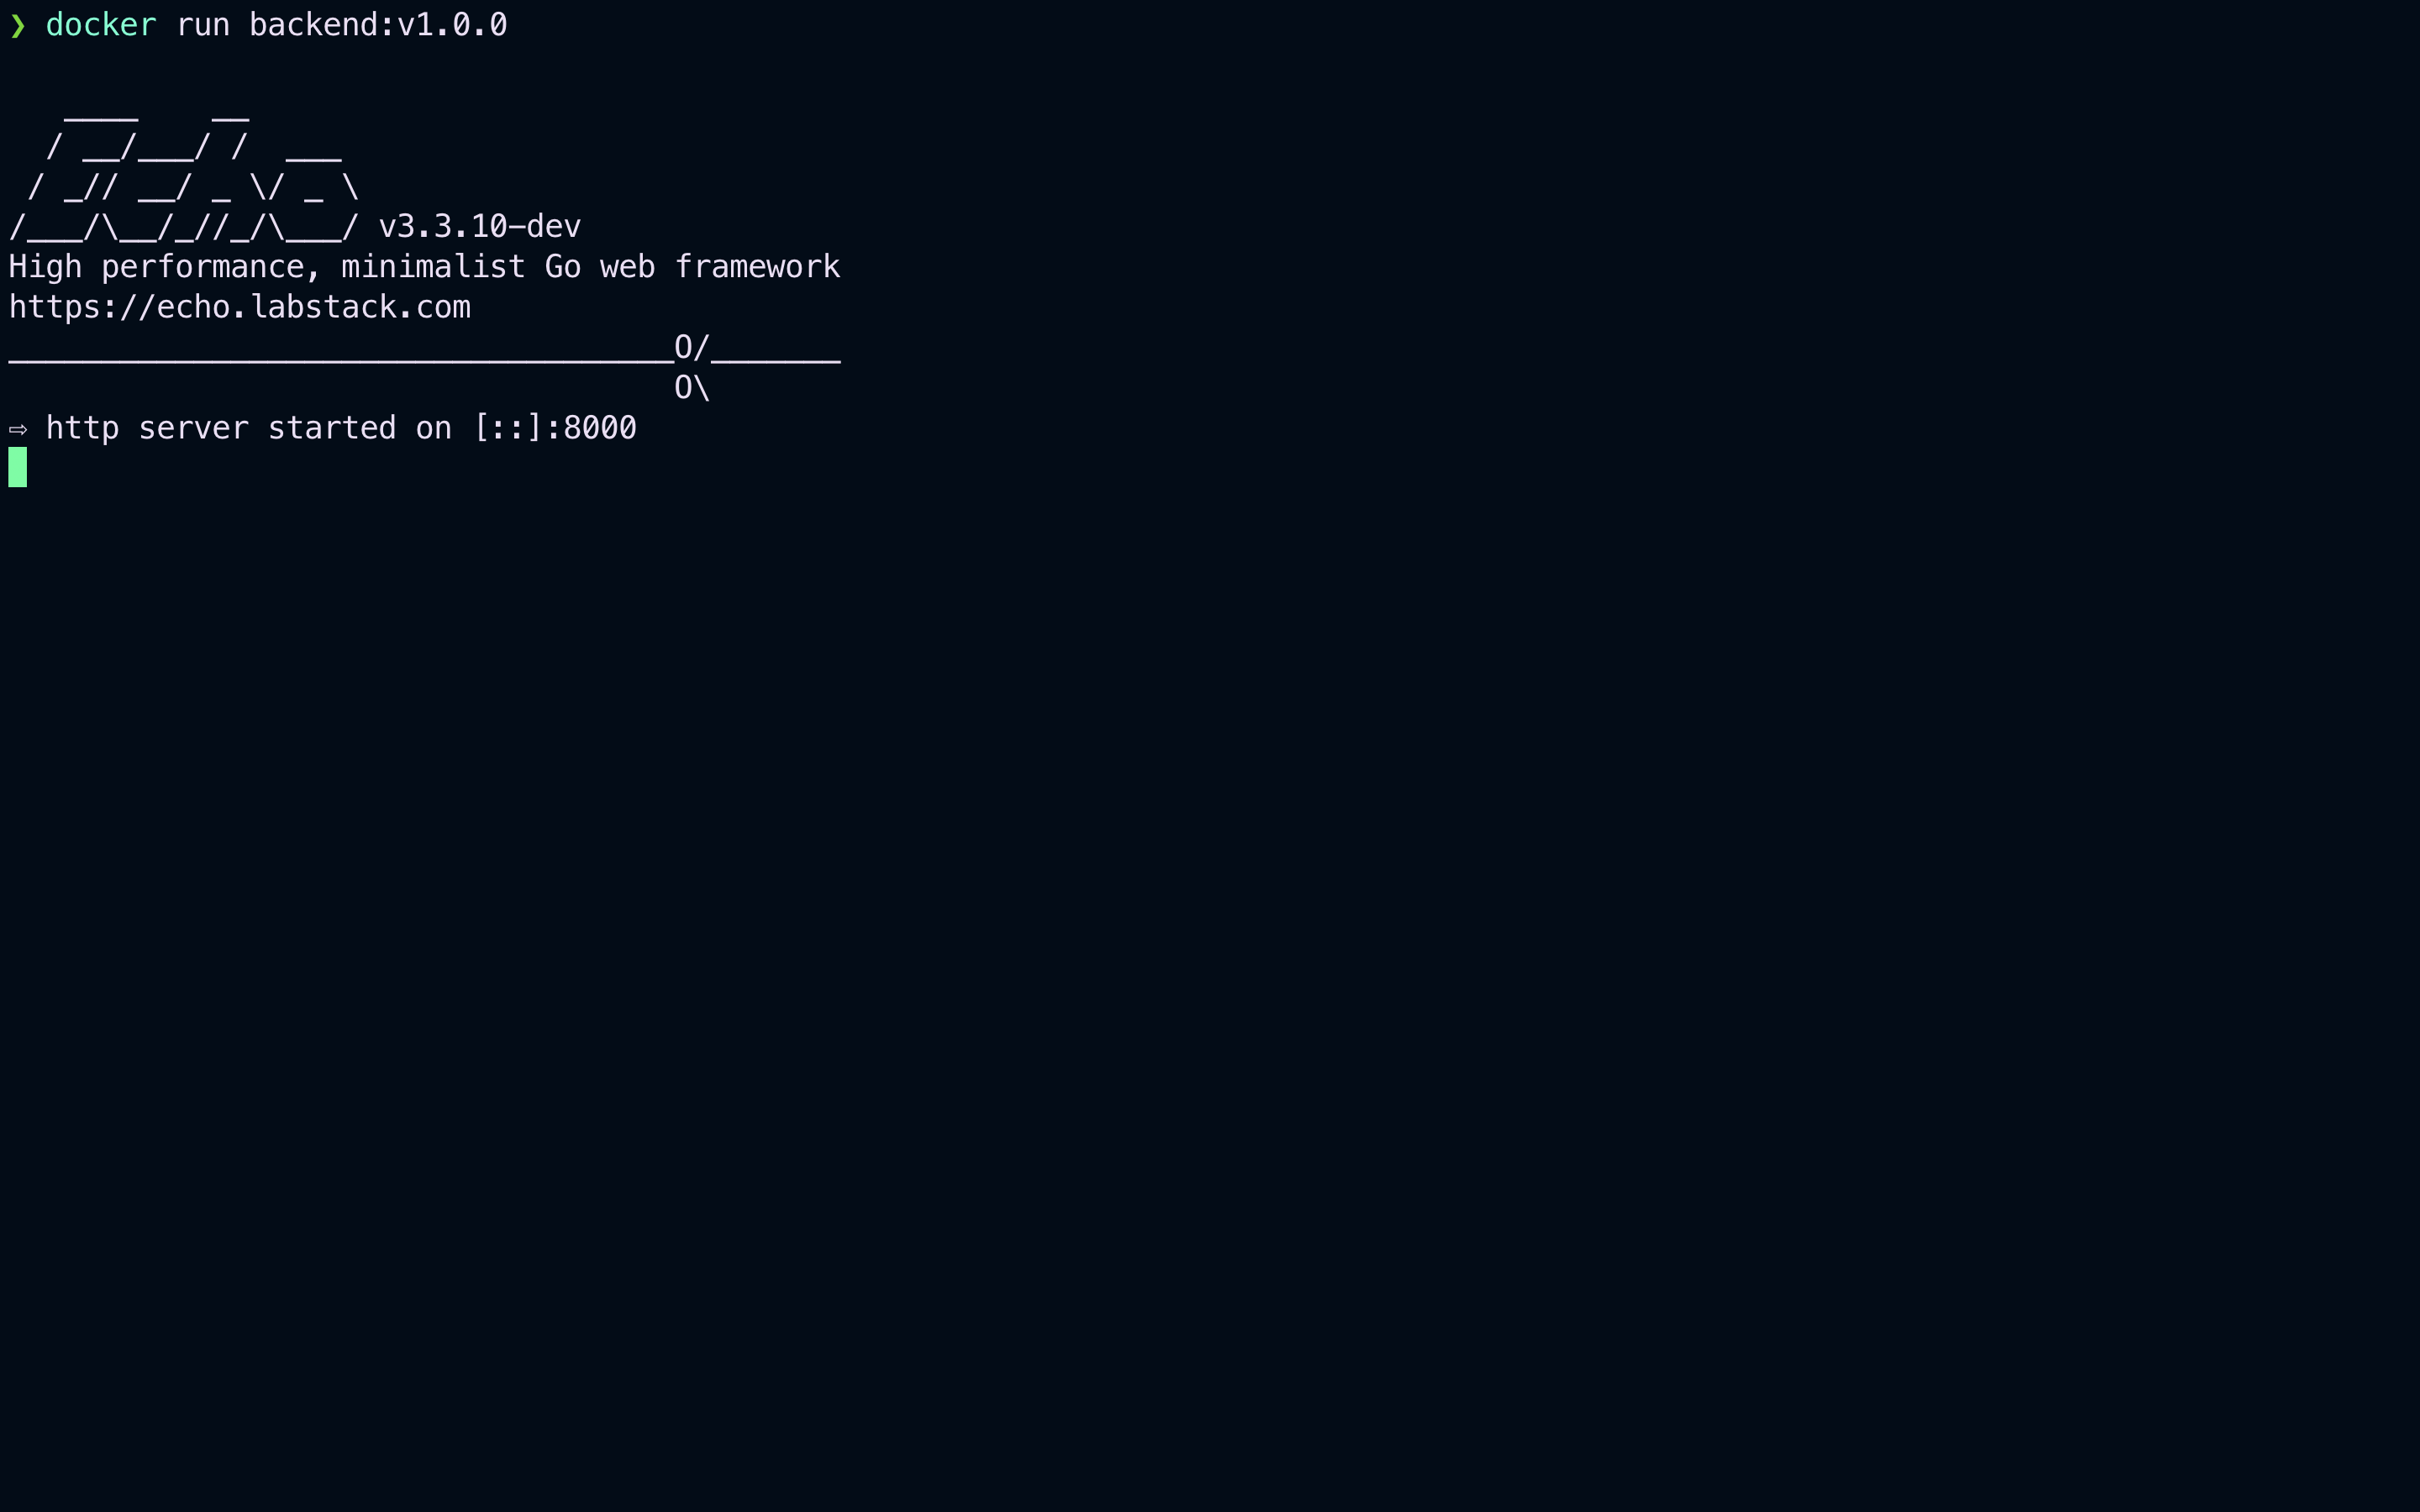 ❯ docker run backend:v1.0.0
   ____    __
  / __/___/ /  ___
 / _// __/ _ \/ _ \
/___/\__/_//_/\___/ v3.3.10-dev
High performance, minimalist Go web framework
https://echo.labstack.com
____________________________________O/_______
                                    O\
⇨ http server started on [::]:8000